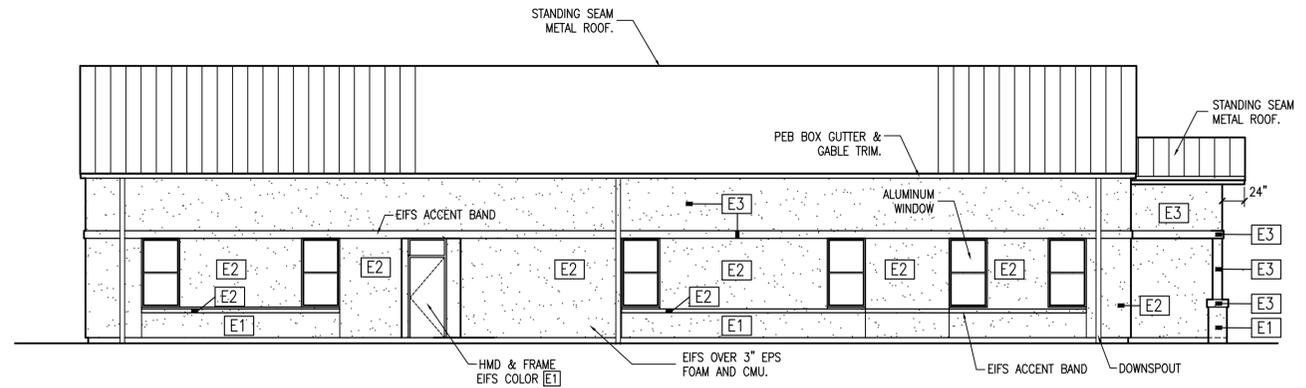 STANDING SEAM
METAL ROOF.
STANDING SEAM
METAL ROOF.
PEB BOX GUTTER &
GABLE TRIM.
ALUMINUM
WINDOW
24"
E3
E3
EIFS ACCENT BAND
E3
E2
E2
E2
E2
E2
E2
E3
E2
E2
E2
E3
E1
E1
E1
HMD & FRAME
EIFS COLOR E1
EIFS OVER 3" EPS
FOAM AND CMU.
EIFS ACCENT BAND
DOWNSPOUT